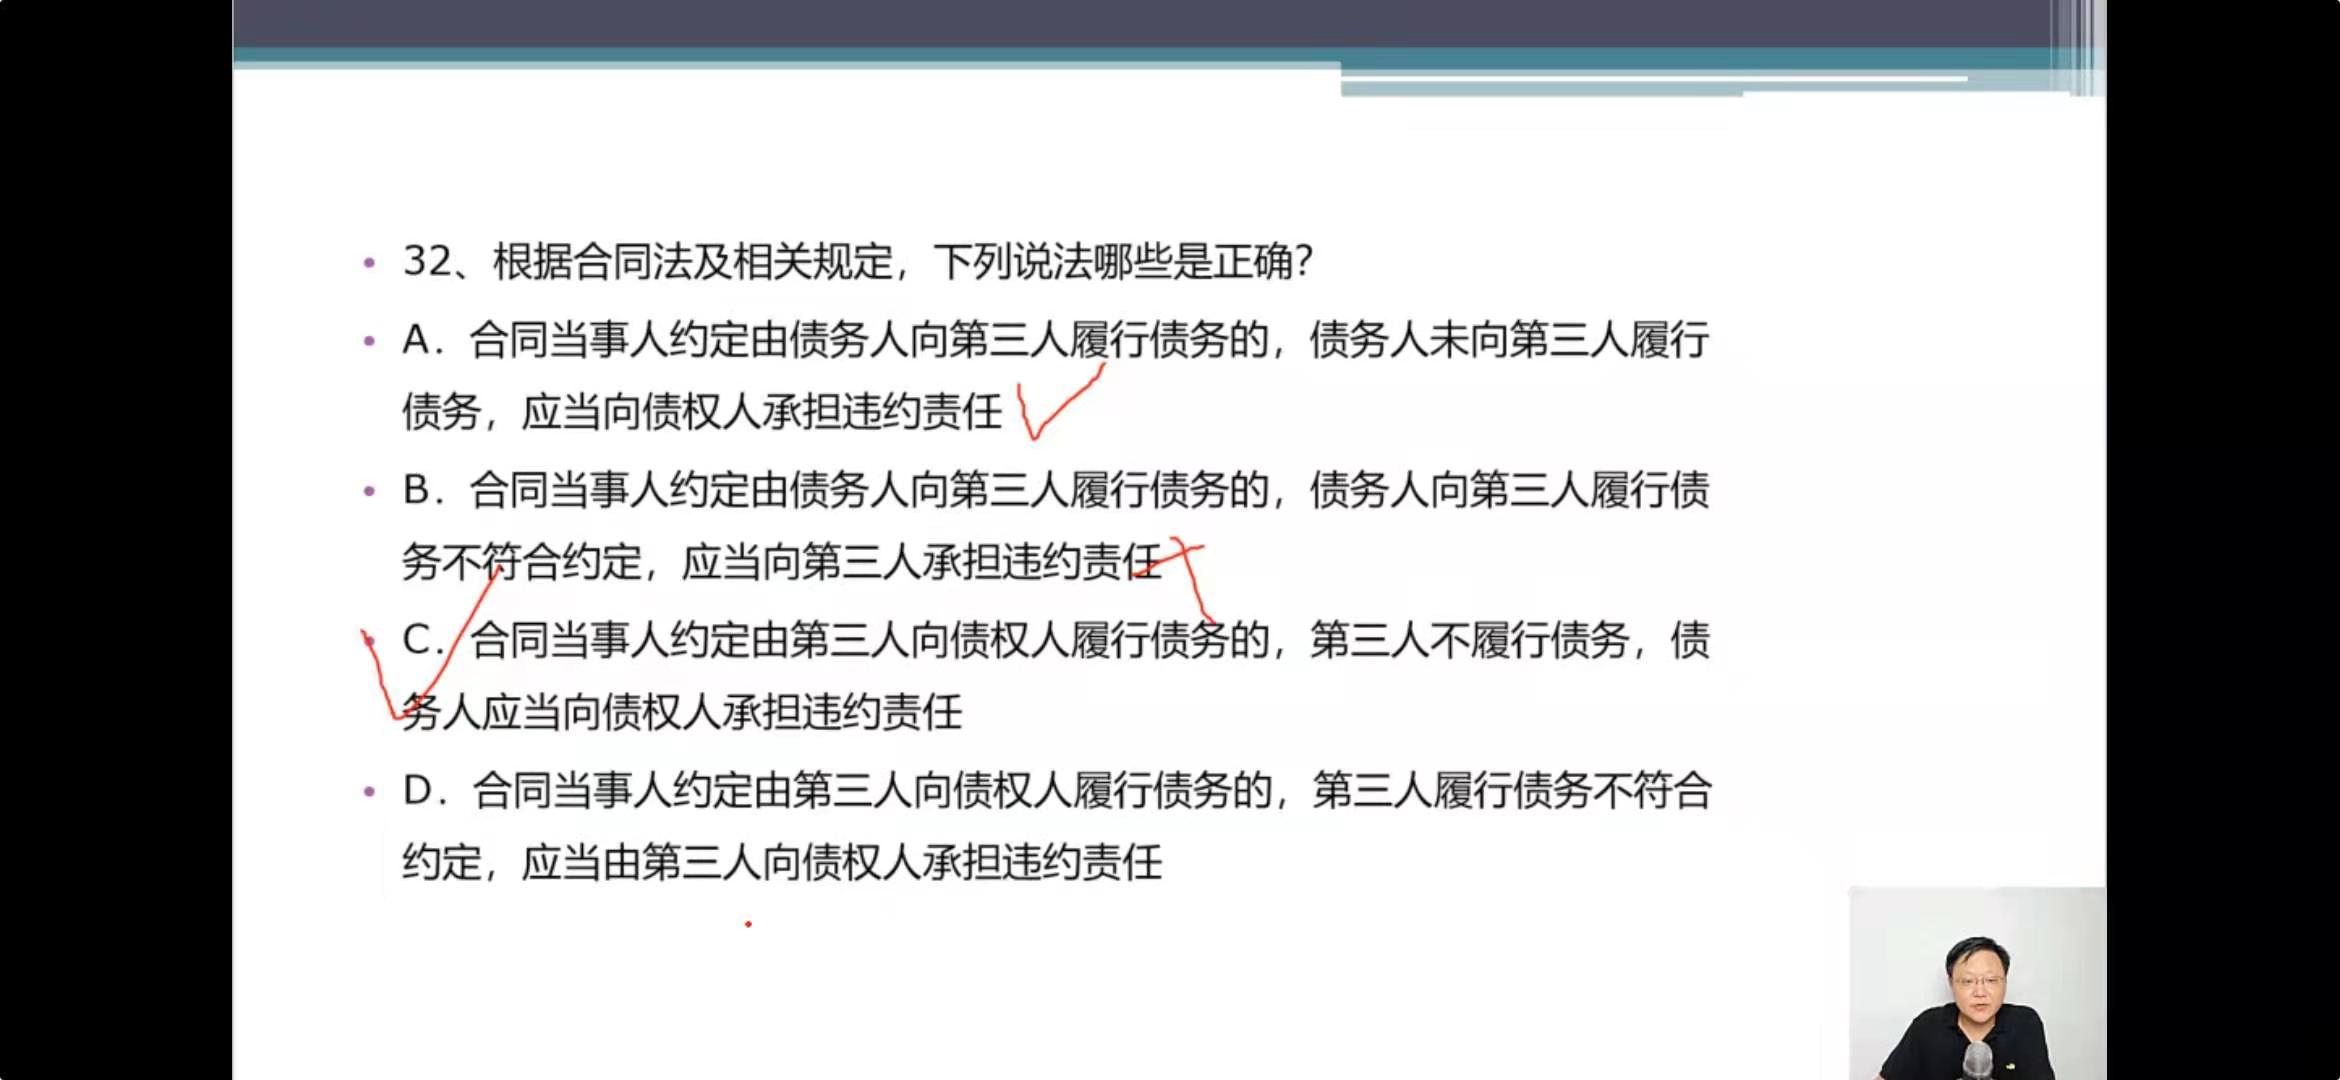 32、根据合同法及相关规定，下列说法哪些是正确？
A．合同当事人约定由债务人向第三人履行债务的，债务人未向第三人履行
债务，应当向债权人承担违约责任
B．合同当事人约定由债务人向第三人履行债务的，债务人向第三人履行债
务不符合约定，应当向第三人承担违约责任
C．合同当事人约定由第三人向债权人履行债务的，第三人不履行债务，债
务人应当向债权人承担违约责任
D．合同当事人约定由第三人向债权人履行债务的，第三人履行债务不符合
约定，应当由第三人向债权人承担违约责任